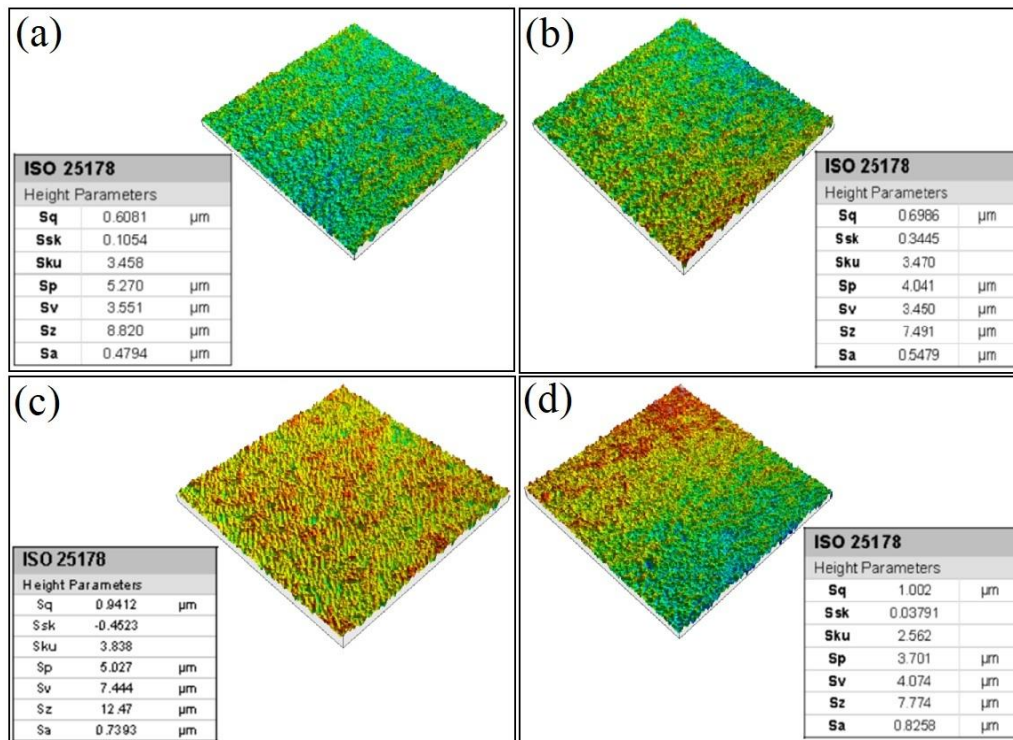 (a)
ISO 25178
Height Parameters
Sq 0.6081 µm
Ssk 0.1054
Sku 3.458
Sp 5.270 µm
Sv 3.551 µm
Sz 8.820 µm
Sa 0.4794 µm
(b)
ISO 25178
Height Parameters
Sq 0.6986 µm
Ssk 0.3445
Sku 3.470
Sp 4.041 µm
Sv 3.450 µm
Sz 7.491 µm
Sa 0.5479 µm
(c)
ISO 25178
Height Parameters
Sq 0.9412 µm
Ssk -0.4523
Sku 3.838
Sp 5.027 µm
Sv 7.444 µm
Sz 12.47 µm
Sa 0.7393 µm
(d)
ISO 25178
Height Parameters
Sq 1.002 µm
Ssk 0.03791
Sku 2.562
Sp 3.701 µm
Sv 4.074 µm
Sz 7.774 µm
Sa 0.8258 µm